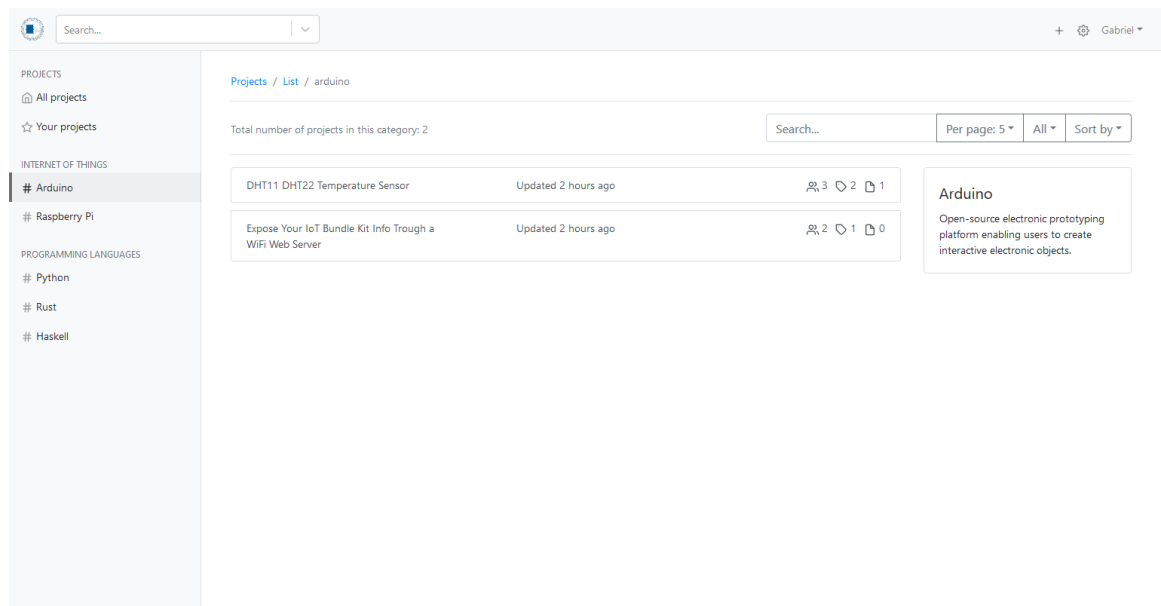 Search...
Gabriel
PROJECTS
All projects
Your projects
INTERNET OF THINGS
# Arduino
# Raspberry Pi
PROGRAMMING LANGUAGES
# Python
# Rust
# Haskell
Projects / List / arduino
Total number of projects in this category: 2
Search...
Per page: 5
All
Sort by
DHT11 DHT22 Temperature Sensor
Updated 2 hours ago
3 2 1
Expose Your IoT Bundle Kit Info Trough a
WiFi Web Server
Updated 2 hours ago
2 1 0
Arduino
Open-source electronic prototyping
platform enabling users to create
interactive electronic objects.